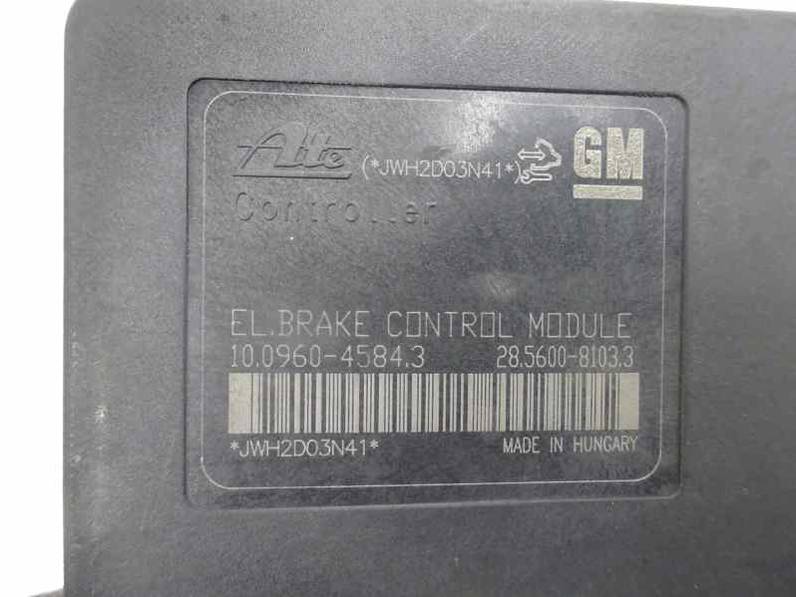 Ate (*JWH2D03N41*) GM
Controller
EL.BRAKE CONTROL MODULE
10.0960-4584.3 28.5600-8103.3
*JWH2D03N41* MADE IN HUNGARY